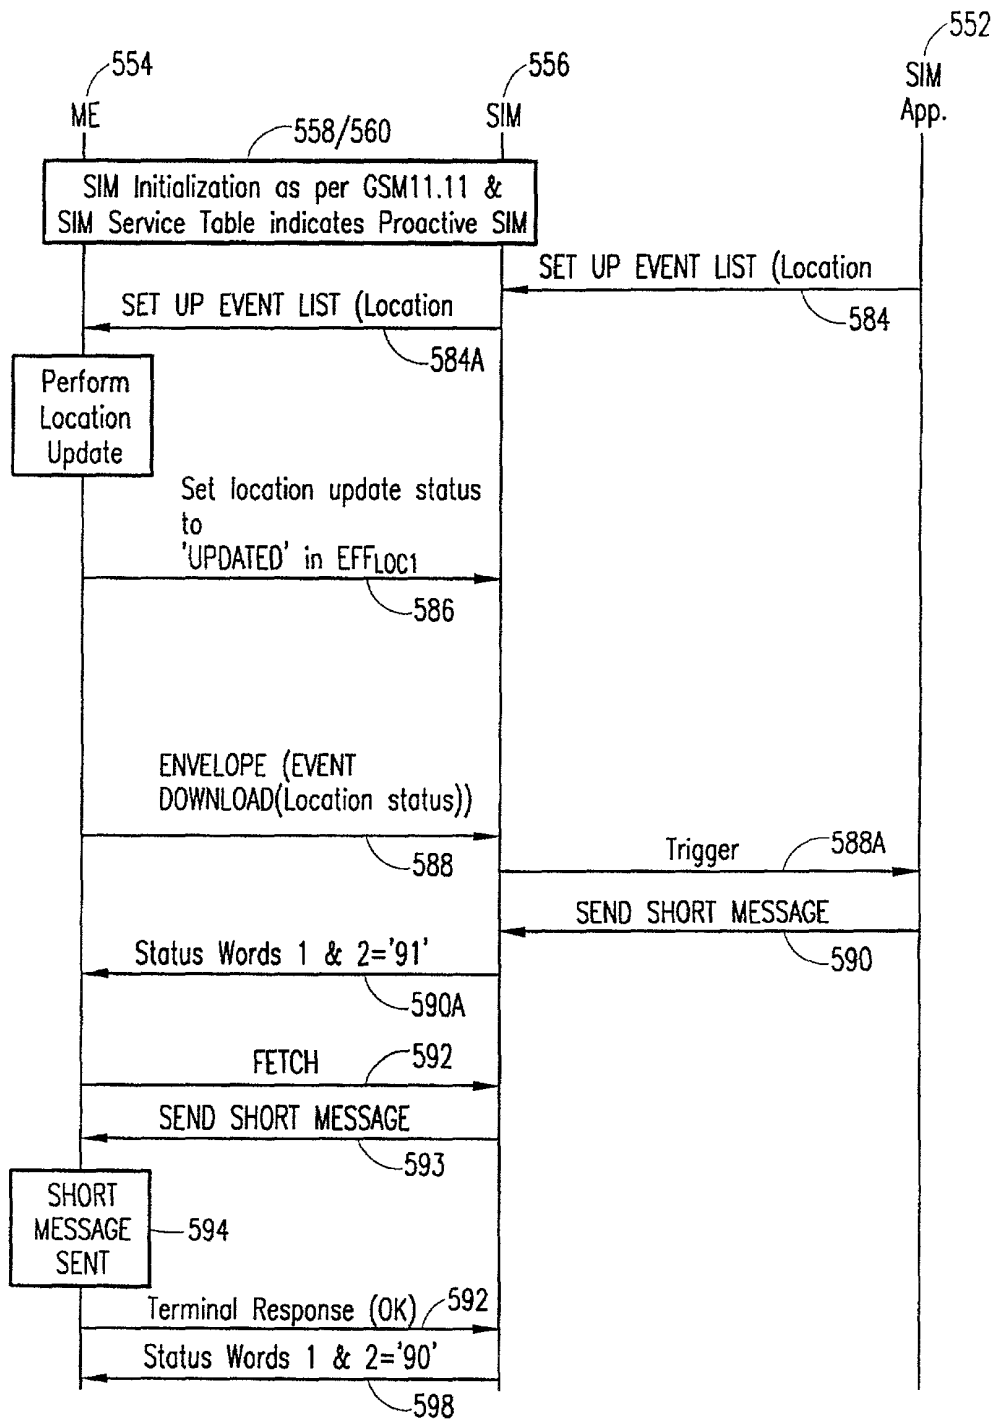 552
554
556
SIM
App.
ME
SIM
558/560
SIM Initialization as per GSM11.11 &
SIM Service Table indicates Proactive SIM
SET UP EVENT LIST (Location
584
SET UP EVENT LIST (Location
584A
Perform
Location
Update
Set location update status
to
'UPDATED' in EFFLOC1
586
ENVELOPE (EVENT
DOWNLOAD(Location status))
588
Trigger
588A
SEND SHORT MESSAGE
590
Status Words 1 & 2='91'
590A
FETCH
592
SEND SHORT MESSAGE
593
SHORT
MESSAGE
SENT
594
Terminal Response (OK)
592
Status Words 1 & 2='90'
598